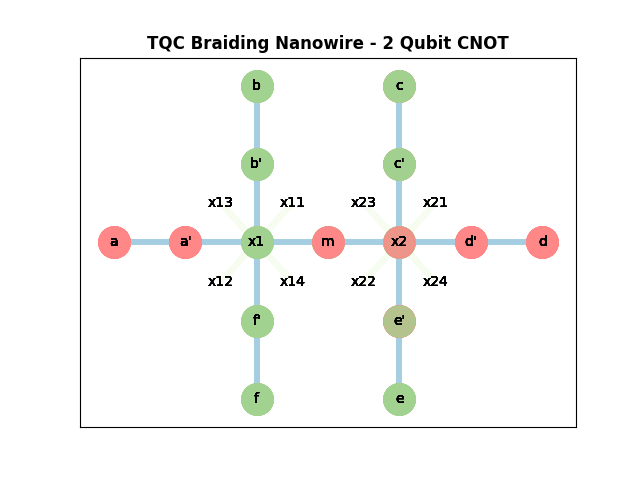 TQC Braiding Nanowire - 2 Qubit CNOT
b c
b' c'
x13 x11 x23 x21
a a' x1 m x2 d' d
x12 x14 x22 x24
f' e'
f e